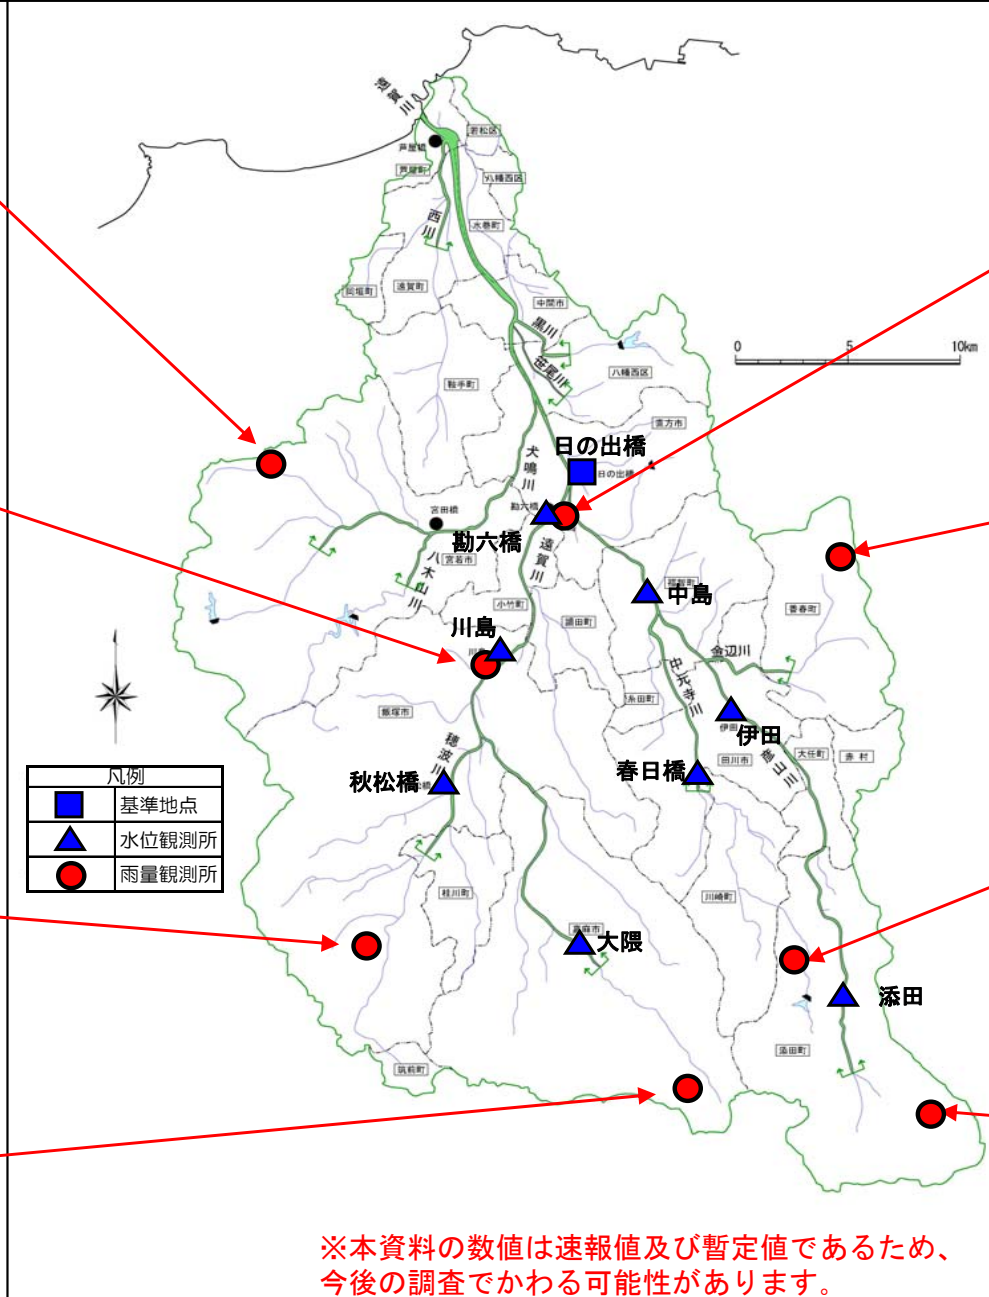 遠賀川
芦屋橋
若松区
芦屋町
八幡西区
西川
水巻町
岡垣町
遠賀町
中間市
黒川
笹尾川
八幡西区
0 5 10km
鞍手町
直方市
日の出橋
日の出橋
犬鳴川
宮田橋
勘六橋
勘六橋
宮若市
八木山川
遠賀川
小竹町
福智町
中島
香春町
川島
頴田町
金辺川
中元寺川
糸田町
飯塚市
伊田
伊田
穂波川
彦山川
大任町
赤村
秋松橋
春日橋
田川市
凡例
基準地点
水位観測所
雨量観測所
桂川町
川崎町
嘉麻市
大隈
添田
添田町
筑前町
※本資料の数値は速報値及び暫定値であるため、
今後の調査でかわる可能性があります。